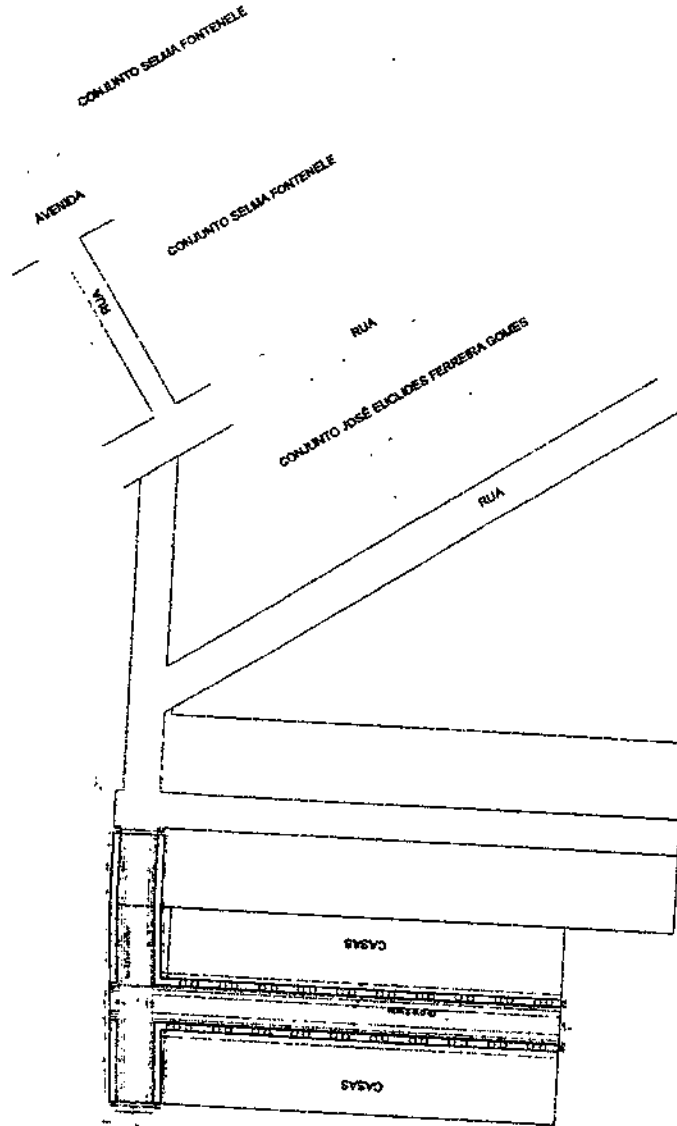 CONJUNTO SELMA FONTENELE
AVENIDA
CONJUNTO SELMA FONTENELE
RUA
RUA
CONJUNTO JOSÉ EUCLIDES FERREIRA GOMES
RUA
CASAS
CASAS